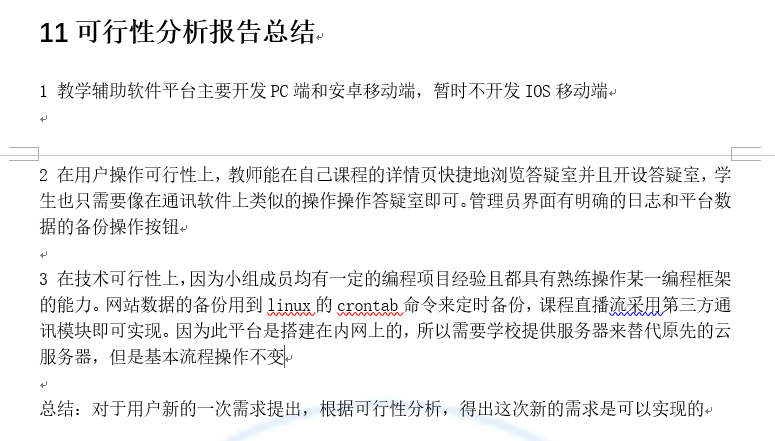 11 可行性分析报告总结
1 教学辅助软件平台主要开发 PC 端和安卓移动端，暂时不开发 IOS 移动端
2 在用户操作可行性上，教师能在自己课程的详情页快捷地浏览答疑室并且开设答疑室，学
生也只需要像在通讯软件上类似的操作操作答疑室即可。管理员界面有明确的日志和平台数
据的备份操作按钮
3 在技术可行性上，因为小组成员均有一定的编程项目经验且都具有熟练操作某一编程框架
的能力。网站数据的备份用到 linux 的 crontab 命令来定时备份，课程直播流采用第三方通
讯模块即可实现。因为此平台是搭建在内网上的，所以需要学校提供服务器来替代原先的云
服务器，但是基本流程操作不变
总结：对于用户新的一次需求提出，根据可行性分析，得出这次新的需求是可以实现的